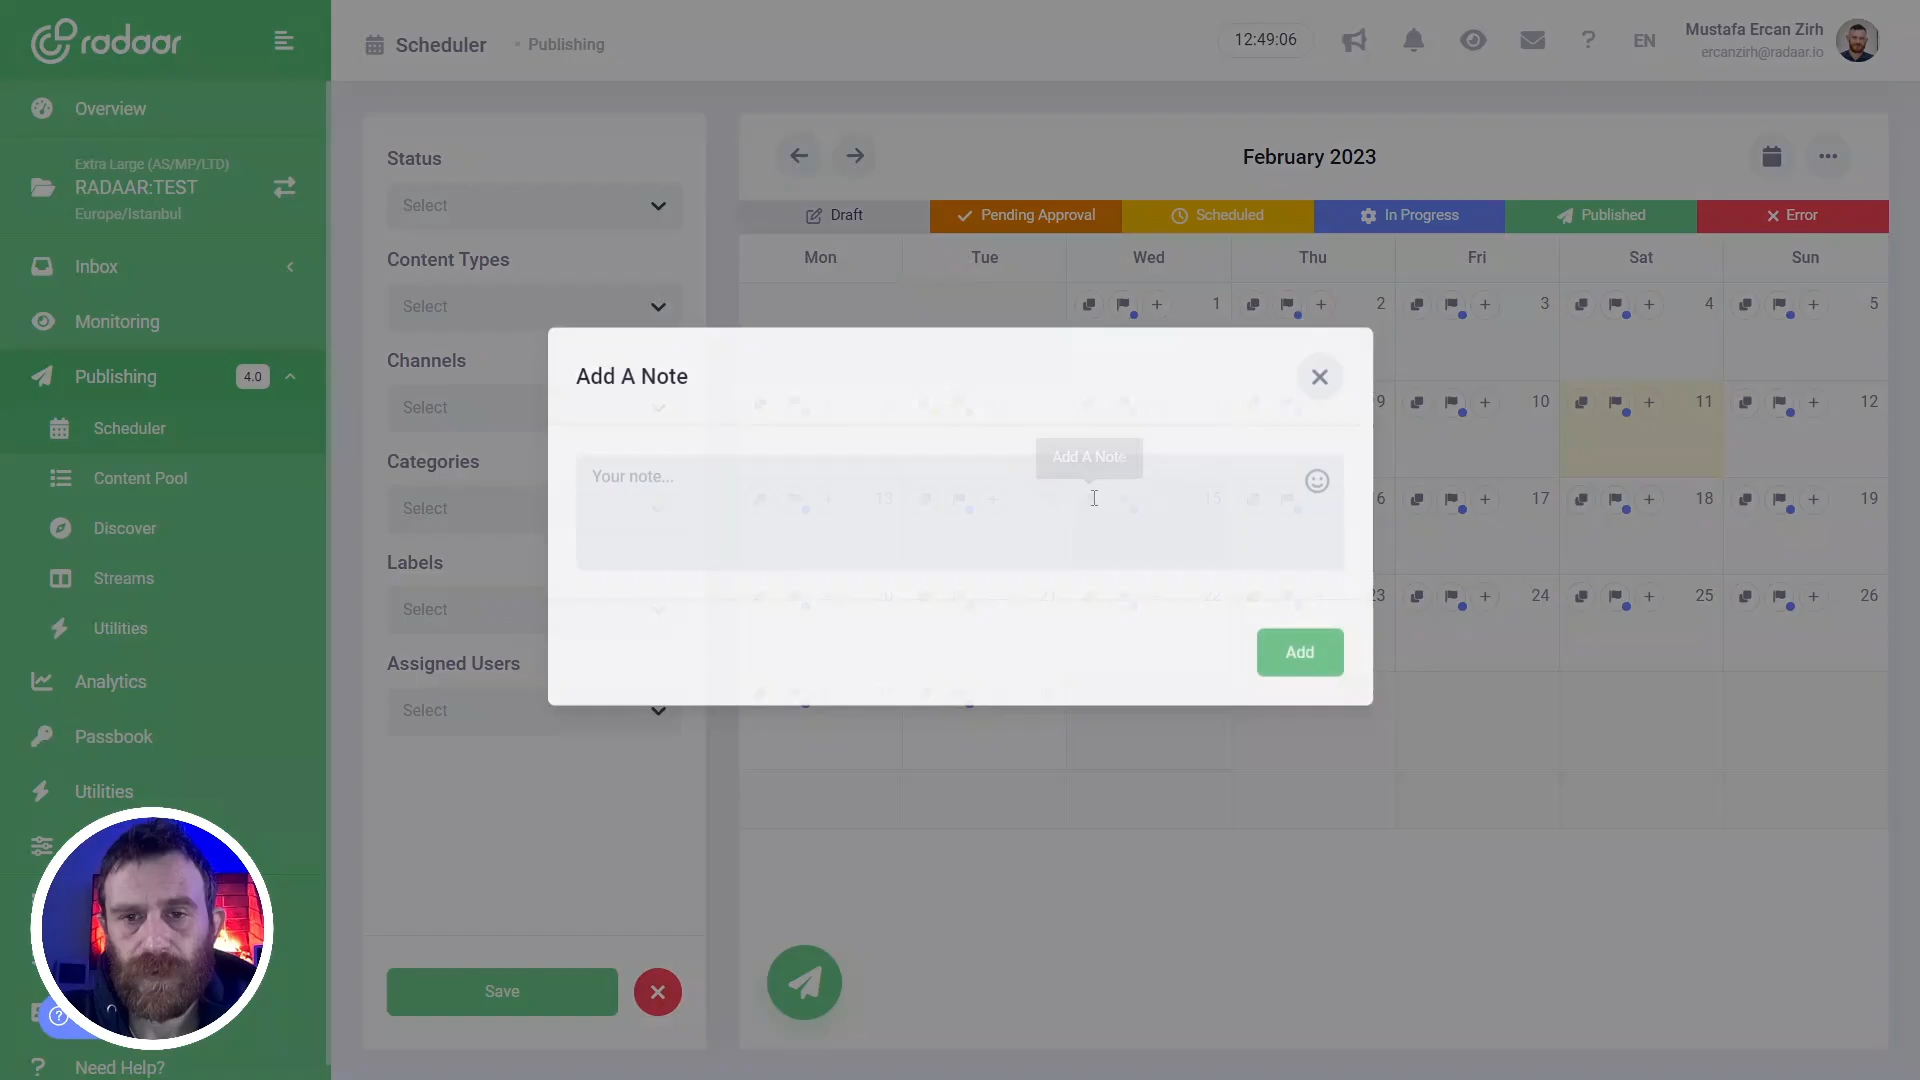 radaar
Scheduler
Publishing
12:49:06
EN
Mustafa Ercan Zirh
ercanzirh@radaar.io
Overview
Extra Large (AS/MP/LTD)
RADAAR:TEST
Europe/Istanbul
Inbox
Monitoring
Publishing
4.0
Scheduler
Content Pool
Discover
Streams
Utilities
Analytics
Passbook
Utilities
Need Help?
Status
Select
Content Types
Select
Channels
Select
Categories
Select
Labels
Select
Assigned Users
Select
Save
February 2023
Draft
Pending Approval
Scheduled
In Progress
Published
Error
Mon Tue Wed Thu Fri Sat Sun
1 2 3 4 5
9 10 11 12
13 15 16 17 18 19
21 22 23 24 25 26
Add A Note
Add A Note
Your note...
Add